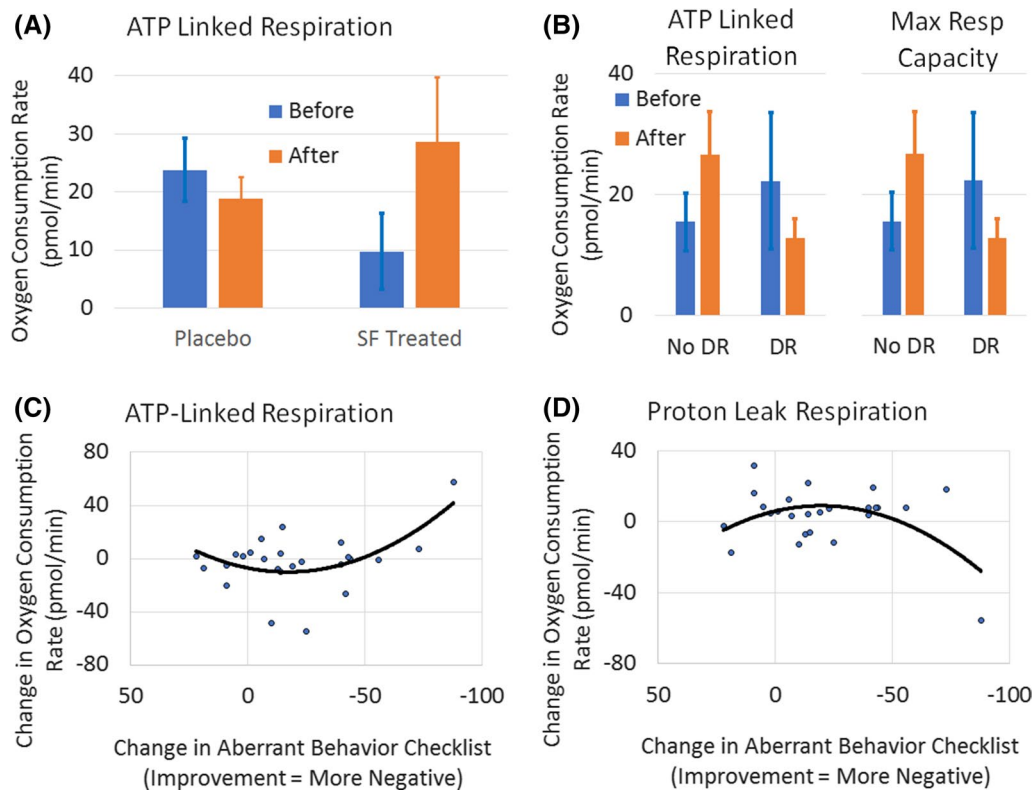 (A)
ATP Linked Respiration
Oxygen Consumption Rate
(pmol/min)
40
30
20
10
0
Before
After
Placebo
SF Treated
(B)
ATP Linked
Respiration
Max Resp
Capacity
Oxygen Consumption Rate
(pmol/min)
40
20
0
Before
After
No DR
DR
No DR
DR
(C)
ATP-Linked Respiration
Change in Oxygen Consumption
Rate (pmol/min)
80
40
0
-40
-80
50
0
-50
-100
Change in Aberrant Behavior Checklist
(Improvement = More Negative)
(D)
Proton Leak Respiration
Change in Oxygen Consumption
Rate (pmol/min)
40
0
-40
-80
50
0
-50
-100
Change in Aberrant Behavior Checklist
(Improvement = More Negative)